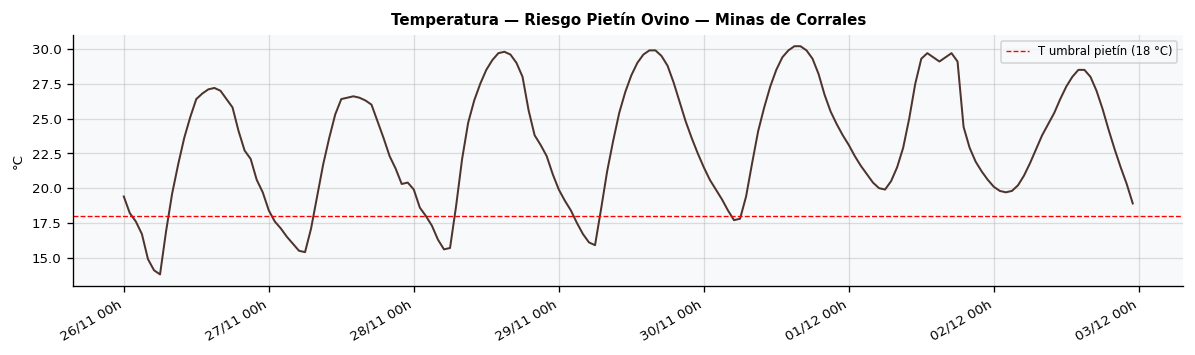 Temperatura — Riesgo Pietín Ovino — Minas de Corrales
T umbral pietín (18 °C)
°C
30.0
27.5
25.0
22.5
20.0
17.5
15.0
26/11 00h
27/11 00h
28/11 00h
29/11 00h
30/11 00h
01/12 00h
02/12 00h
03/12 00h